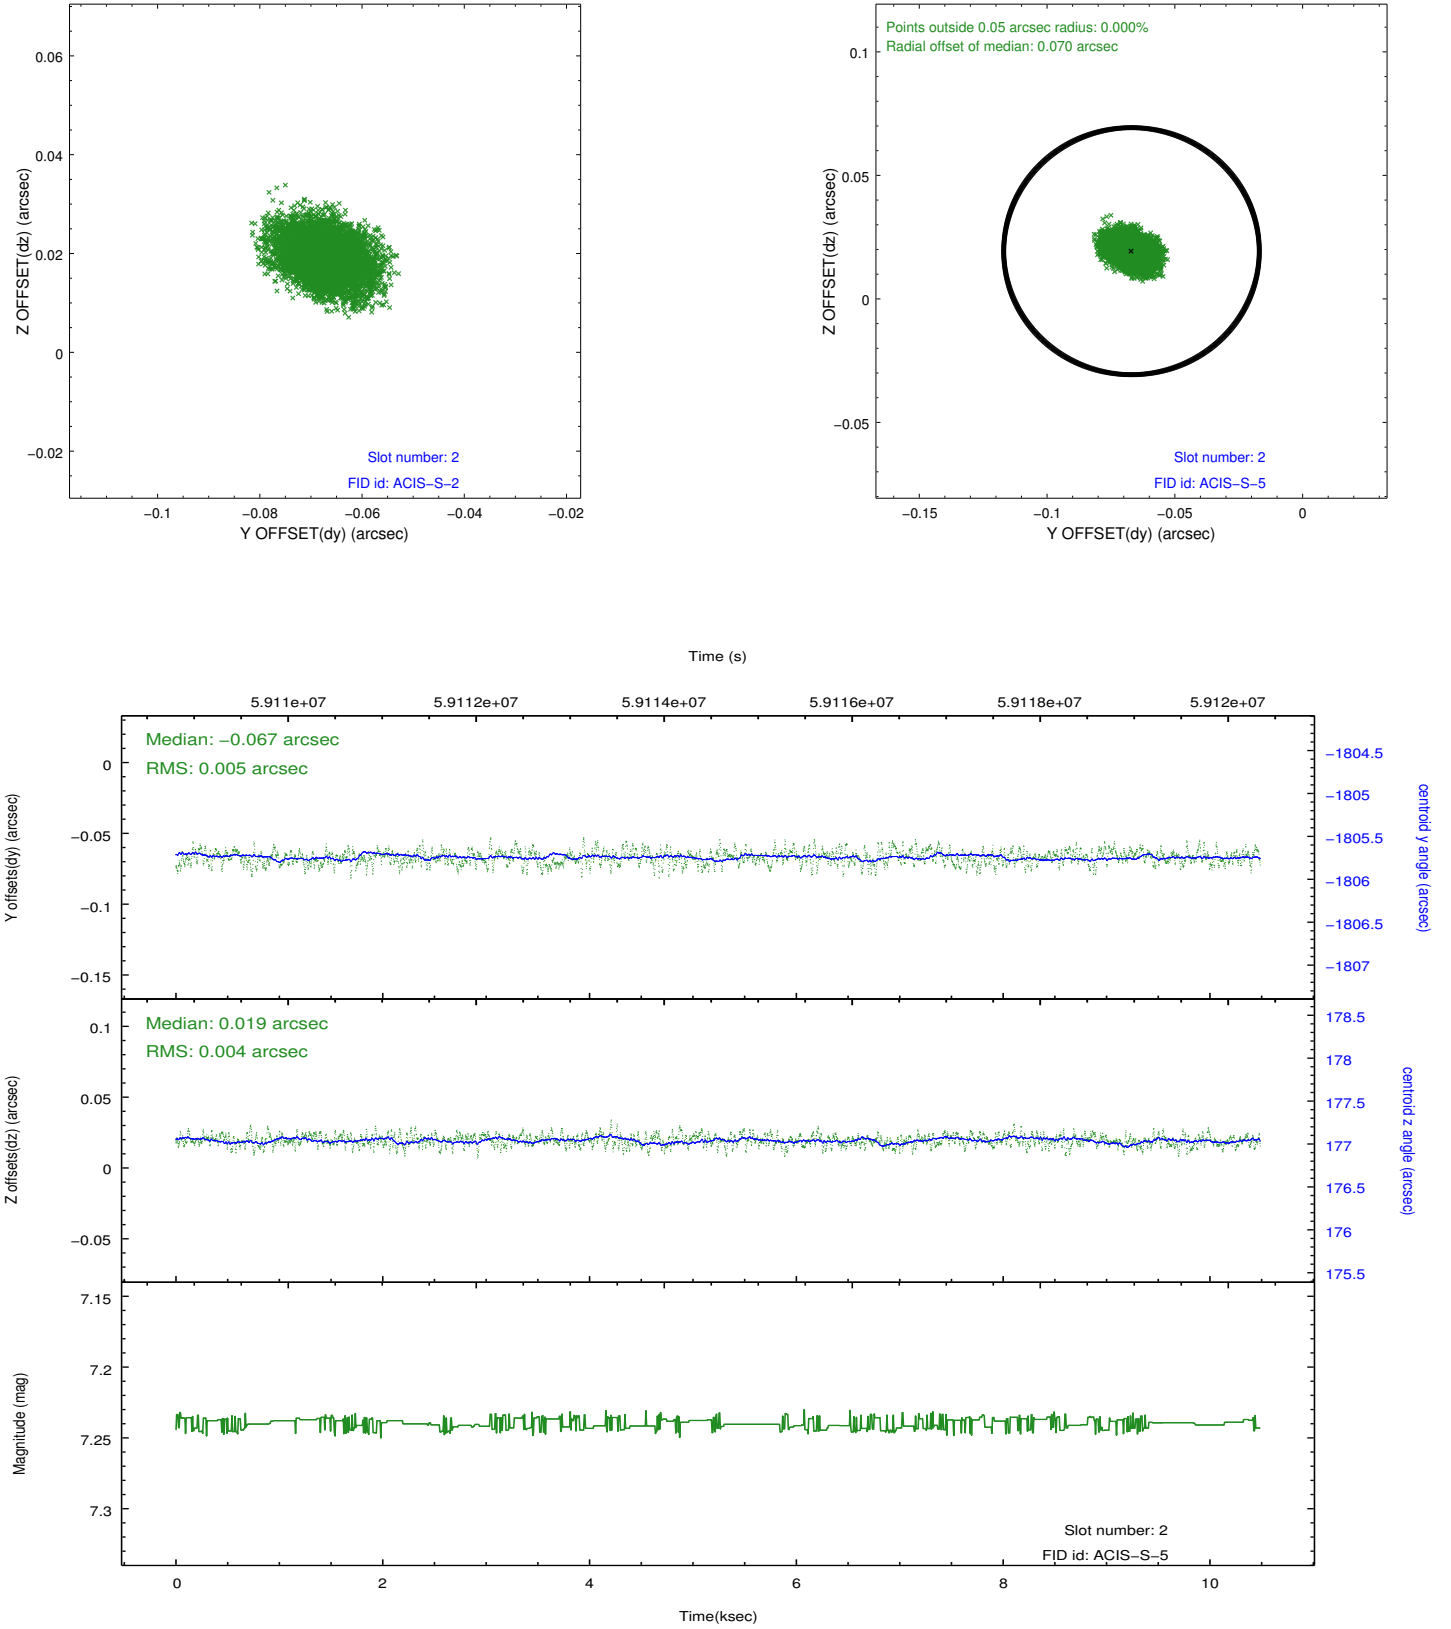 0.06
0.04
0.02
0
−0.02
Z OFFSET(dz) (arcsec)
Slot number: 2
FID id: ACIS−S−2
−0.1
−0.08
−0.06
−0.04
−0.02
Y OFFSET(dy) (arcsec)
Points outside 0.05 arcsec radius: 0.000%
Radial offset of median: 0.070 arcsec
0.1
0.05
0
−0.05
Z OFFSET(dz) (arcsec)
Slot number: 2
FID id: ACIS−S−5
−0.15
−0.1
−0.05
0
Y OFFSET(dy) (arcsec)
Time (s)
5.911e+07
5.9112e+07
5.9114e+07
5.9116e+07
5.9118e+07
5.912e+07
Median: −0.067 arcsec
RMS: 0.005 arcsec
0
−0.05
−0.1
−0.15
Y offsets(dy) (arcsec)
−1804.5
−1805
−1805.5
−1806
−1806.5
−1807
centroid y angle (arcsec)
Median: 0.019 arcsec
RMS: 0.004 arcsec
0.1
0.05
0
−0.05
Z offsets(dz) (arcsec)
178.5
178
177.5
177
176.5
176
175.5
centroid z angle (arcsec)
7.15
7.2
7.25
7.3
Magnitude (mag)
Slot number: 2
FID id: ACIS−S−5
0
2
4
6
8
10
Time(ksec)